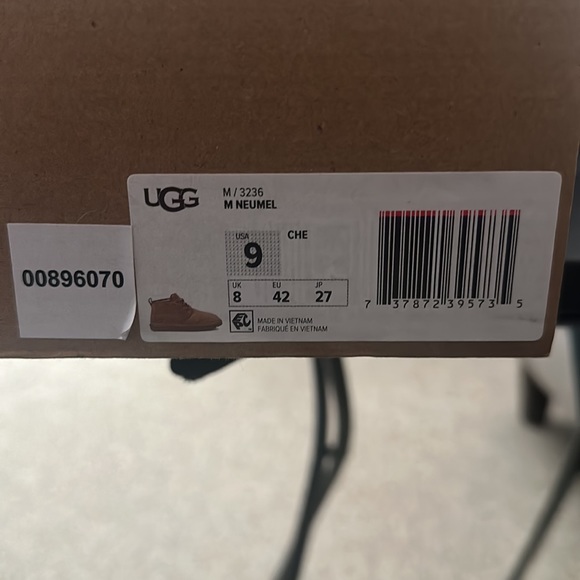 UGG
M / 3236
M NEUMEL
USA
9
CHE
UK EU JP
8 42 27
MADE IN VIETNAM
FABRIQUÉ EN VIETNAM
7 37872 39573 5
00896070